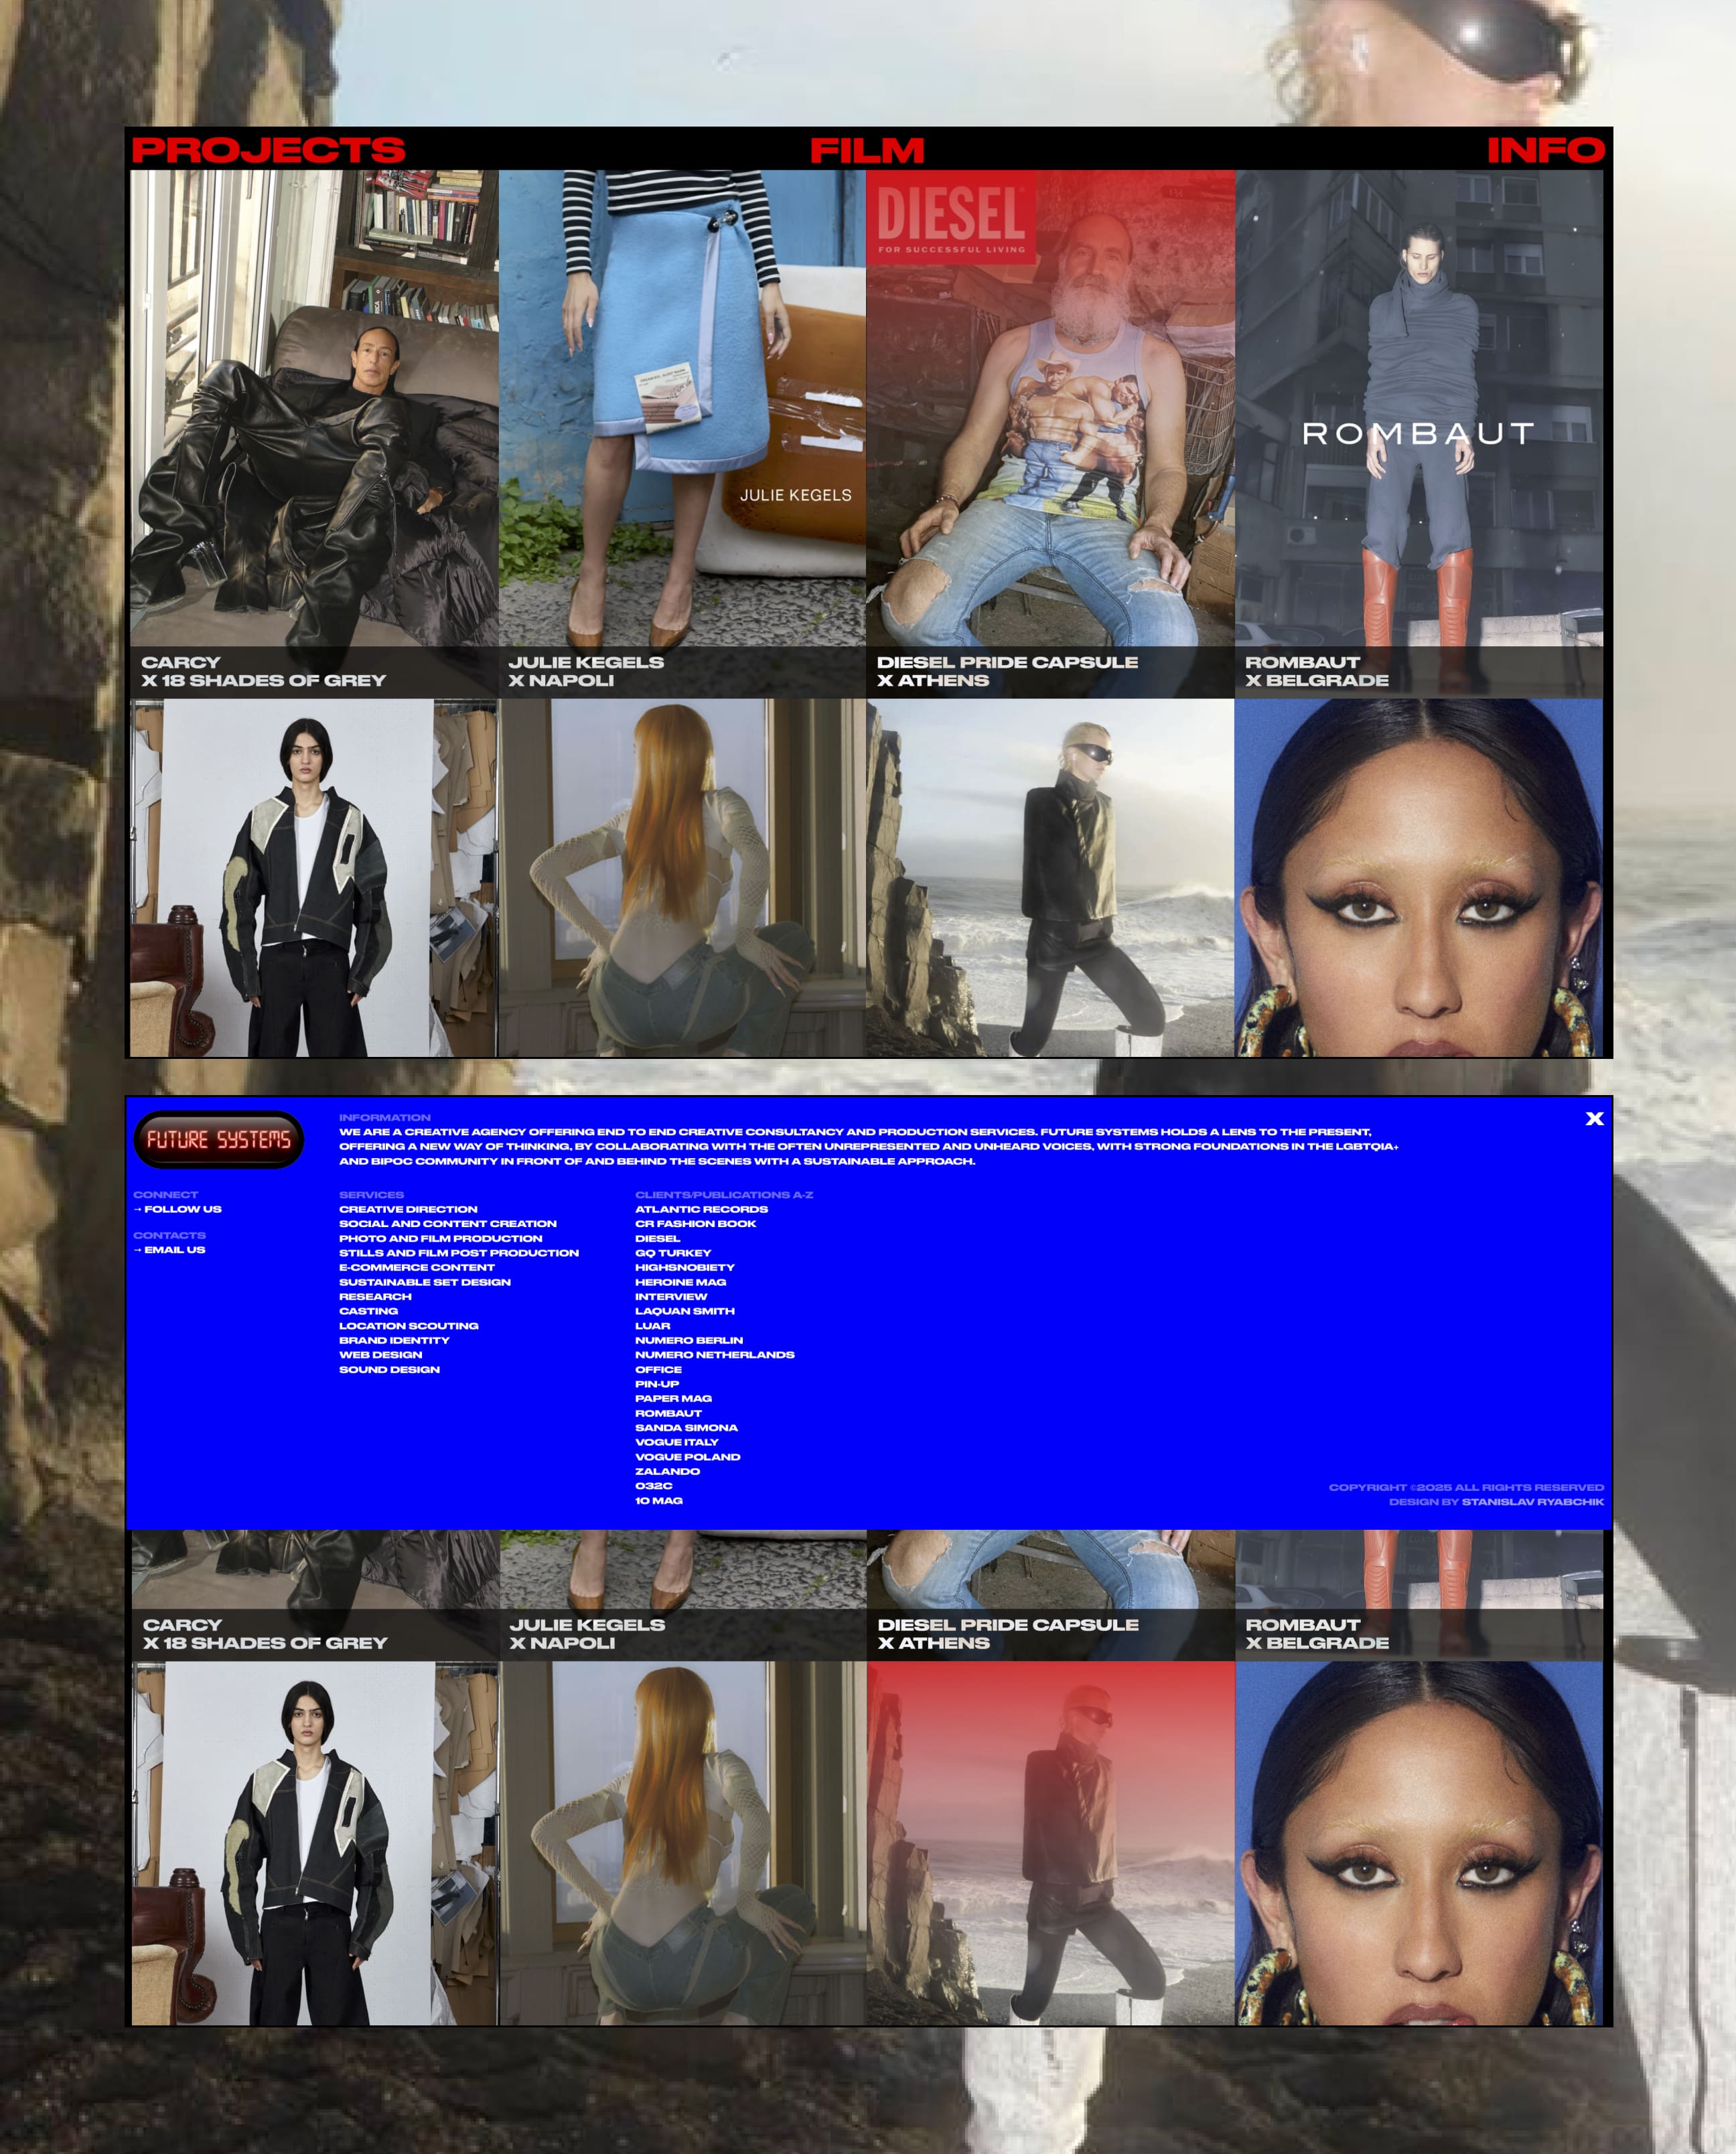 PROJECTS
FILM
INFO
DIESEL
FOR SUCCESSFUL LIVING
ROMBAUT
JULIE KEGELS
CARCY
X 18 SHADES OF GREY
JULIE KEGELS
X NAPOLI
DIESEL PRIDE CAPSULE
X ATHENS
ROMBAUT
X BELGRADE
FUTURE SYSTEMS
X
INFORMATION
WE ARE A CREATIVE AGENCY OFFERING END TO END CREATIVE CONSULTANCY AND PRODUCTION SERVICES. FUTURE SYSTEMS HOLDS A LENS TO THE PRESENT,
OFFERING A NEW WAY OF THINKING, BY COLLABORATING WITH THE OFTEN UNREPRESENTED AND UNHEARD VOICES, WITH STRONG FOUNDATIONS IN THE LGBTQIA+
AND BIPOC COMMUNITY IN FRONT OF AND BEHIND THE SCENES WITH A SUSTAINABLE APPROACH.
CONNECT
→ FOLLOW US
CONTACTS
→ EMAIL US
SERVICES
CREATIVE DIRECTION
SOCIAL AND CONTENT CREATION
PHOTO AND FILM PRODUCTION
STILLS AND FILM POST PRODUCTION
E-COMMERCE CONTENT
SUSTAINABLE SET DESIGN
RESEARCH
CASTING
LOCATION SCOUTING
BRAND IDENTITY
WEB DESIGN
SOUND DESIGN
CLIENTS/PUBLICATIONS A-Z
ATLANTIC RECORDS
CR FASHION BOOK
DIESEL
GQ TURKEY
HIGHSNOBIETY
HEROINE MAG
INTERVIEW
LAQUAN SMITH
LUAR
NUMERO BERLIN
NUMERO NETHERLANDS
OFFICE
PIN-UP
PAPER MAG
ROMBAUT
SANDA SIMONA
VOGUE ITALY
VOGUE POLAND
ZALANDO
032C
10 MAG
COPYRIGHT ©2025 ALL RIGHTS RESERVED
DESIGN BY STANISLAV RYABCHIK
CARCY
X 18 SHADES OF GREY
JULIE KEGELS
X NAPOLI
DIESEL PRIDE CAPSULE
X ATHENS
ROMBAUT
X BELGRADE